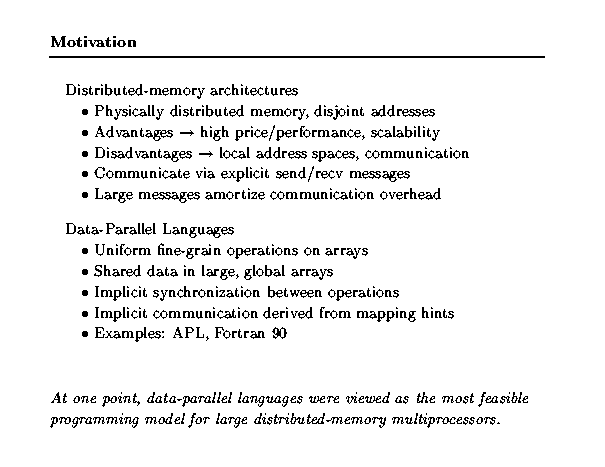 Motivation
Distributed-memory architectures
• Physically distributed memory, disjoint addresses
• Advantages → high price/performance, scalability
• Disadvantages → local address spaces, communication
• Communicate via explicit send/recv messages
• Large messages amortize communication overhead
Data-Parallel Languages
• Uniform fine-grain operations on arrays
• Shared data in large, global arrays
• Implicit synchronization between operations
• Implicit communication derived from mapping hints
• Examples: APL, Fortran 90
At one point, data-parallel languages were viewed as the most feasible
programming model for large distributed-memory multiprocessors.